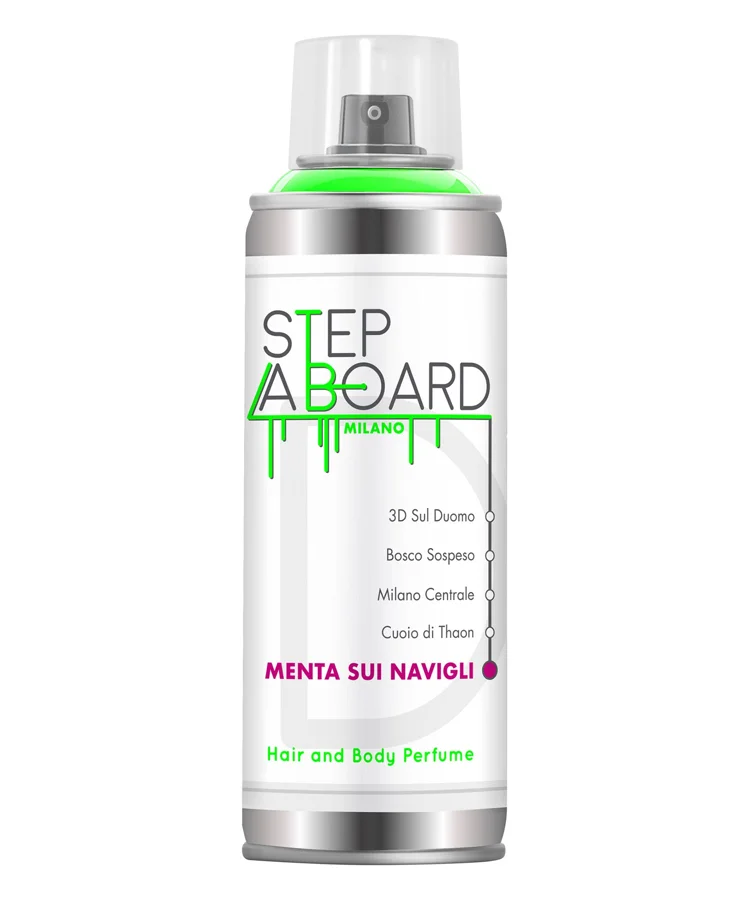 STEP
ABOARD
MILANO
3D Sul Duomo
Bosco Sospeso
Milano Centrale
Cuoio di Thaon
MENTA SUI NAVIGLI
Hair and Body Perfume